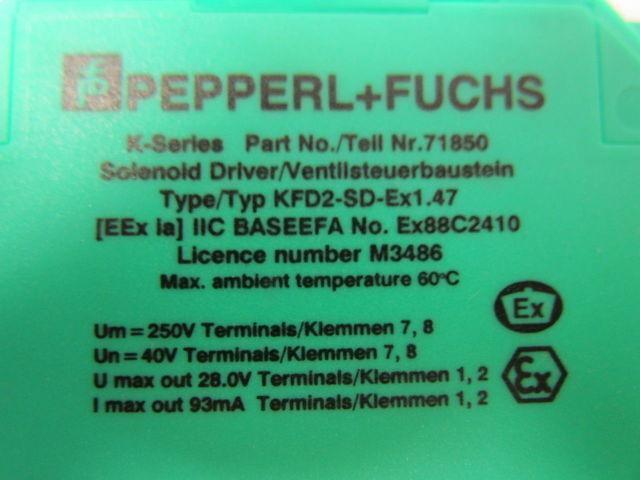 PEPPERL+FUCHS
K-Series Part No./Teil Nr.71850
Solenoid Driver/Ventilsteuerbaustein
Type/Typ KFD2-SD-Ex1.47
[EEx ia] IIC BASEEFA No. Ex88C2410
Licence number M3486
Max. ambient temperature 60°C
Ex
Um=250V Terminals/Klemmen 7, 8
Un=40V Terminals/Klemmen 7, 8
U max out 28.0V Terminals/Klemmen 1, 2
I max out 93mA Terminals/Klemmen 1, 2
Ex